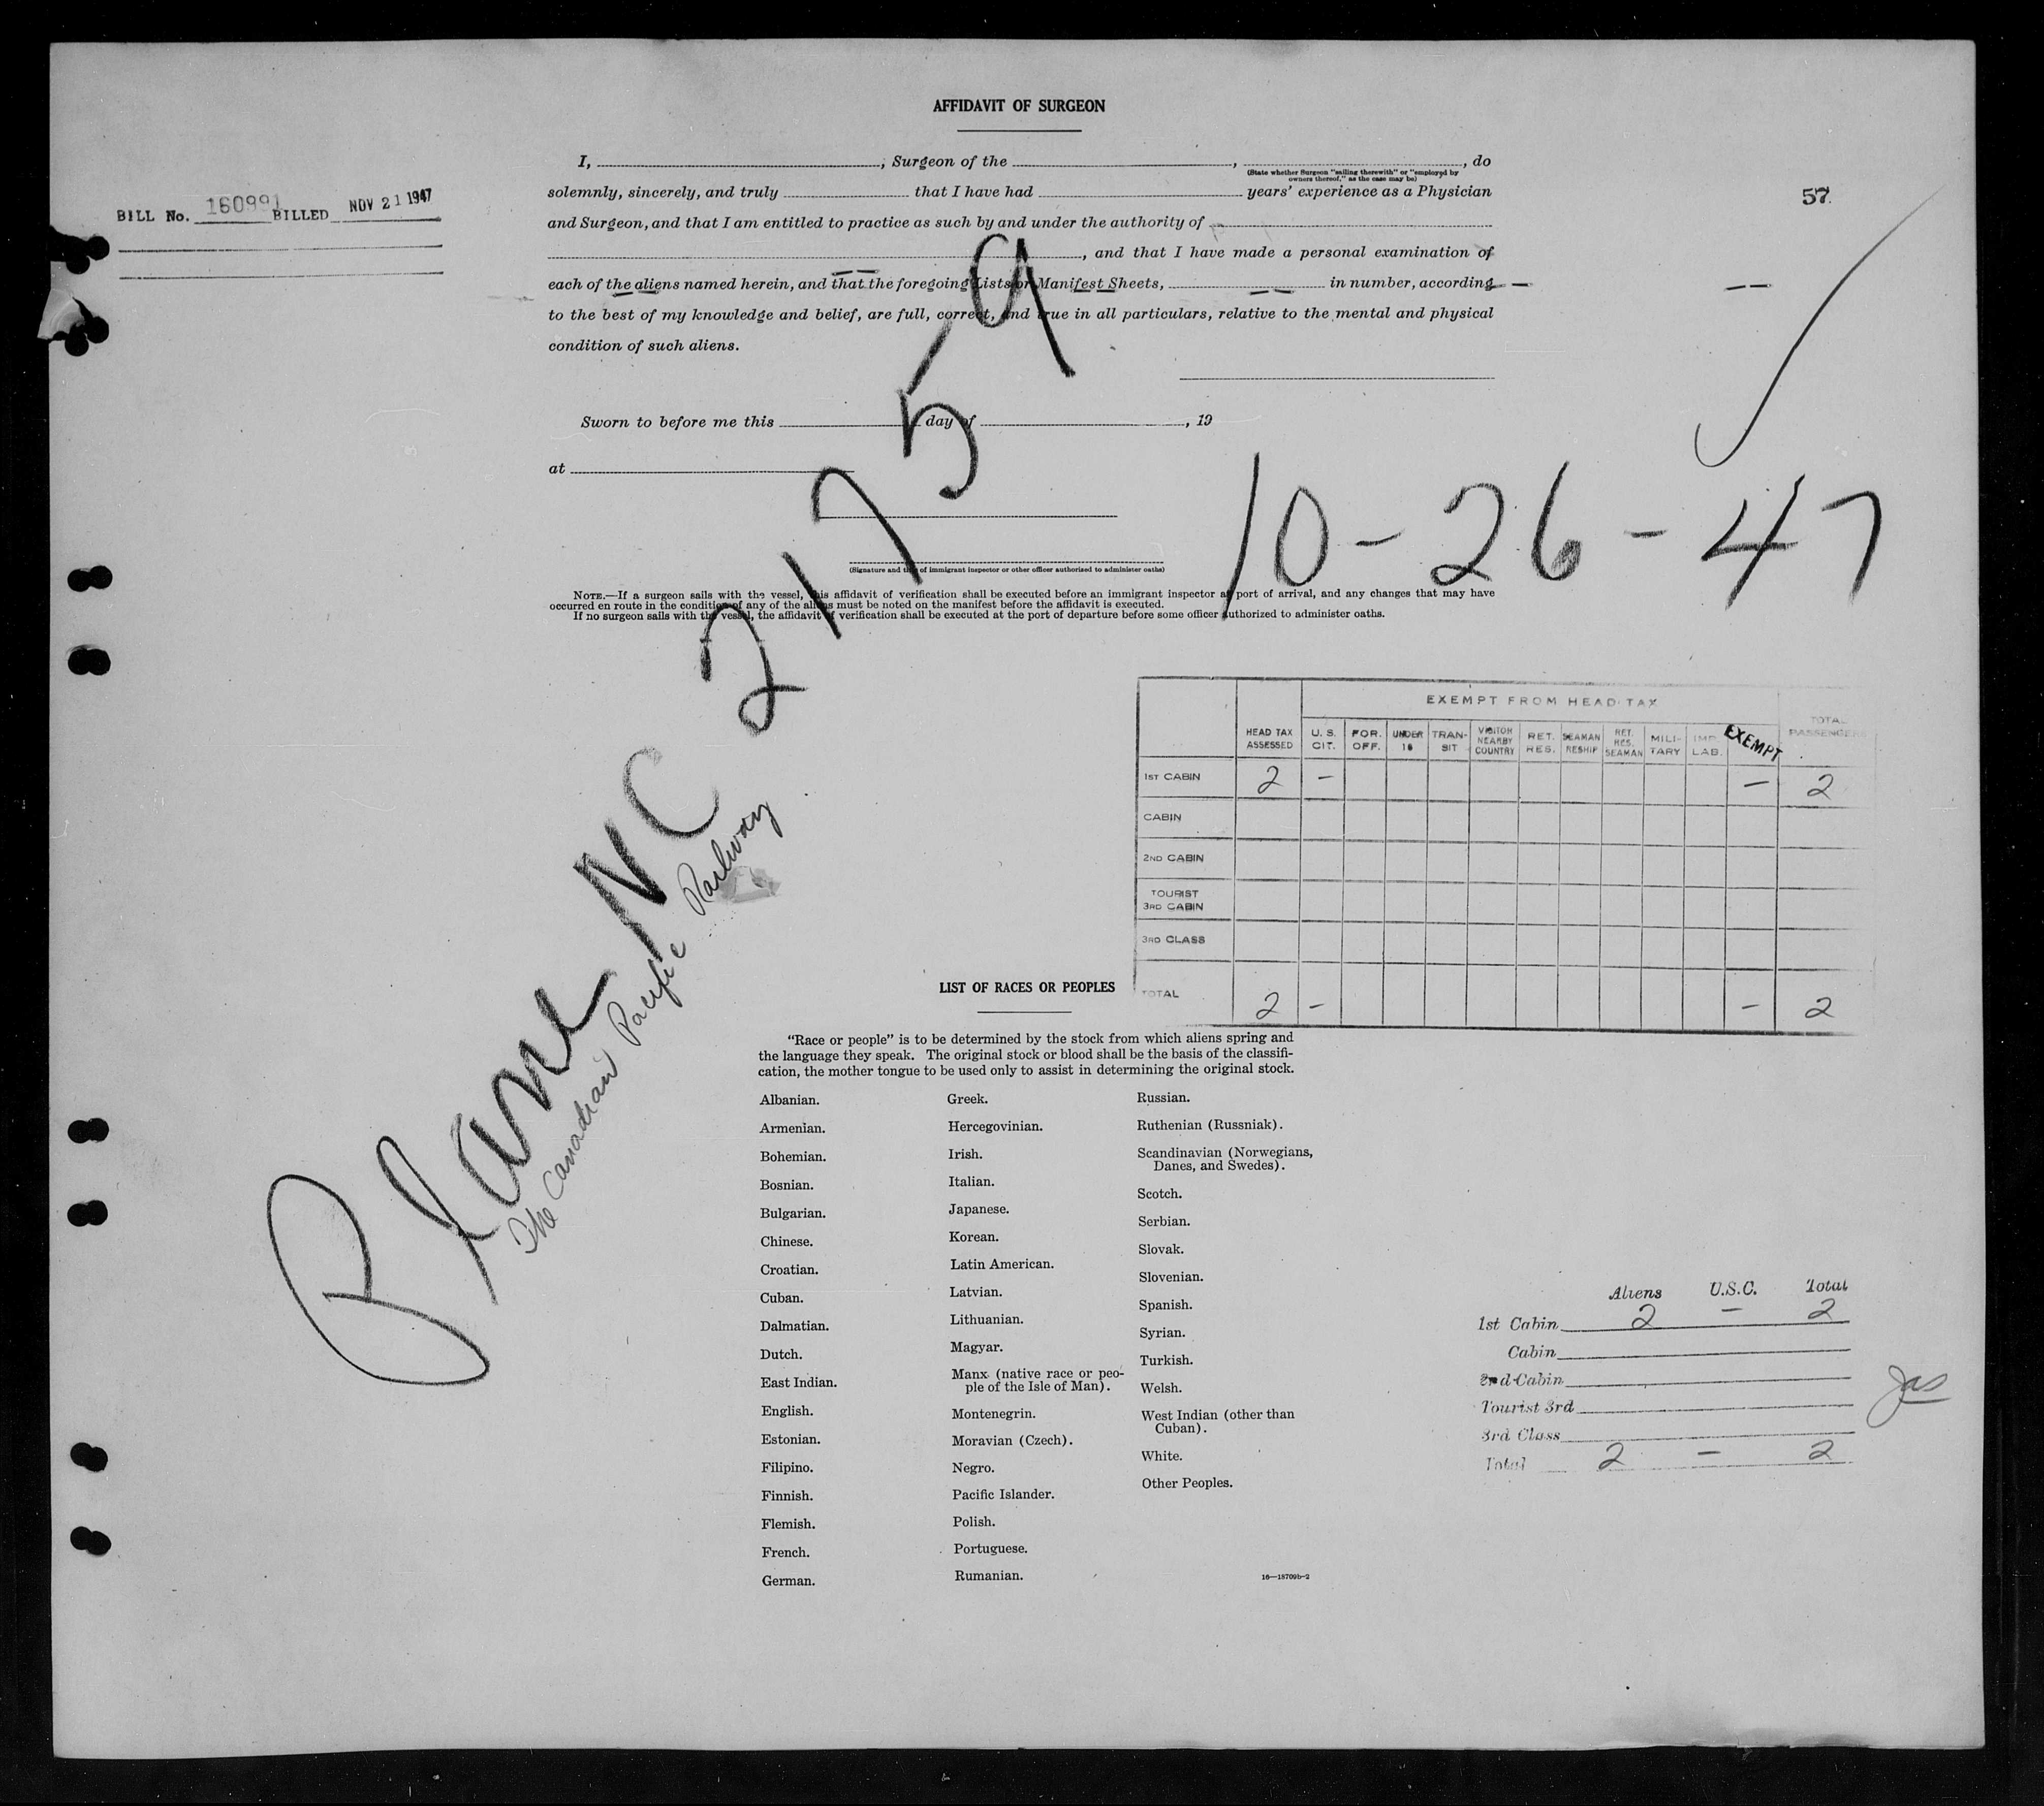 AFFIDAVIT OF SURGEON
I, , Surgeon of the , , do
(State whether Surgeon "sailing therewith" or "employed by
owners thereof," as the case may be)
solemnly, sincerely, and truly that I have had years' experience as a Physician
and Surgeon, and that I am entitled to practice as such by and under the authority of
, and that I have made a personal examination of
each of the aliens named herein, and that the foregoing Lists or Manifest Sheets, in number, according
to the best of my knowledge and belief, are full, correct, and true in all particulars, relative to the mental and physical
condition of such aliens.
BILL No. 160991 BILLED NOV 21 1947
57
Sworn to before me this day of , 19
at
10-26-47
(Signature and title of immigrant inspector or other officer authorized to administer oaths)
NOTE.—If a surgeon sails with the vessel, this affidavit of verification shall be executed before an immigrant inspector at port of arrival, and any changes that may have
occurred en route in the condition of any of the aliens must be noted on the manifest before the affidavit is executed.
If no surgeon sails with the vessel, the affidavit of verification shall be executed at the port of departure before some officer authorized to administer oaths.
Plane NC 21759
The Canadian Pacific Railway
EXEMPT FROM HEAD TAX
HEAD TAX ASSESSED U. S. CIT. FOR. OFF. UNDER 16 TRANSIT VISITOR NEARBY COUNTRY RET. RES. SEAMAN RESHIP RET. RES. SEAMAN MILITARY IMP. LAB. EXEMPT TOTAL PASSENGERS
1ST CABIN 2 – – 2
CABIN
2ND CABIN
TOURIST
3RD CABIN
3RD CLASS
TOTAL 2 – – 2
LIST OF RACES OR PEOPLES
"Race or people" is to be determined by the stock from which aliens spring and
the language they speak. The original stock or blood shall be the basis of the classifi-
cation, the mother tongue to be used only to assist in determining the original stock.
Albanian.
Armenian.
Bohemian.
Bosnian.
Bulgarian.
Chinese.
Croatian.
Cuban.
Dalmatian.
Dutch.
East Indian.
English.
Estonian.
Filipino.
Finnish.
Flemish.
French.
German.
Greek.
Hercegovinian.
Irish.
Italian.
Japanese.
Korean.
Latin American.
Latvian.
Lithuanian.
Magyar.
Manx (native race or peo-
ple of the Isle of Man).
Montenegrin.
Moravian (Czech).
Negro.
Pacific Islander.
Polish.
Portuguese.
Rumanian.
Russian.
Ruthenian (Russniak).
Scandinavian (Norwegians,
Danes, and Swedes).
Scotch.
Serbian.
Slovak.
Slovenian.
Spanish.
Syrian.
Turkish.
Welsh.
West Indian (other than
Cuban).
White.
Other Peoples.
16—18709b-2
Aliens U.S.C. Total
1st Cabin 2 – 2
Cabin
2nd Cabin
Tourist 3rd
3rd Class
Total 2 – 2